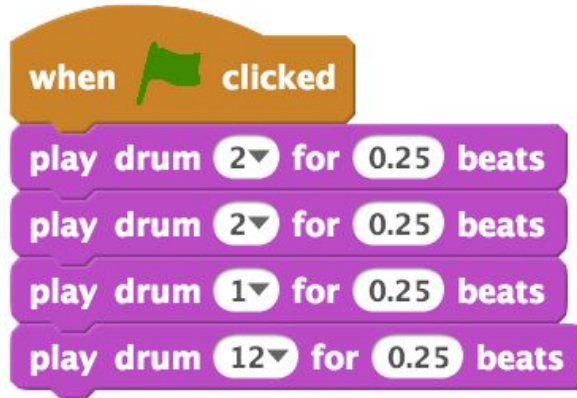 when clicked
play drum 2 for 0.25 beats
play drum 2 for 0.25 beats
play drum 1 for 0.25 beats
play drum 12 for 0.25 beats